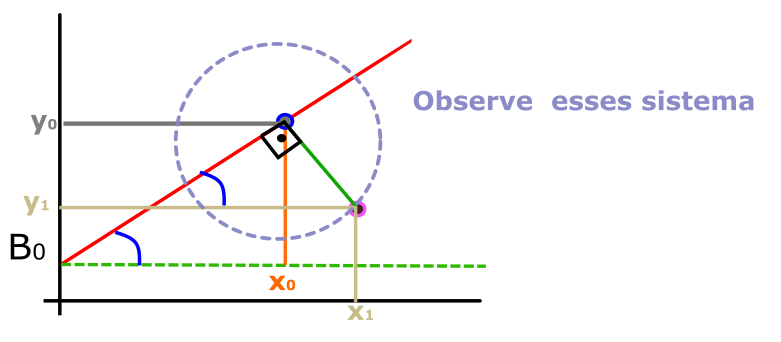 Observe esses sistema
y₀
y₁
B₀
x₀
x₁